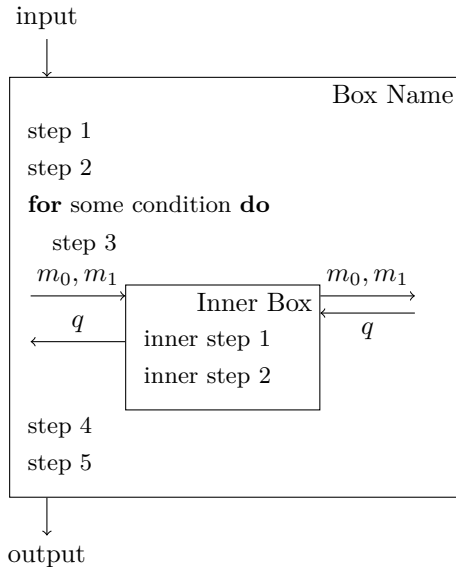 input
Box Name
step 1
step 2
for some condition do
step 3
m₀, m₁
m₀, m₁
Inner Box
q
q
inner step 1
inner step 2
step 4
step 5
output